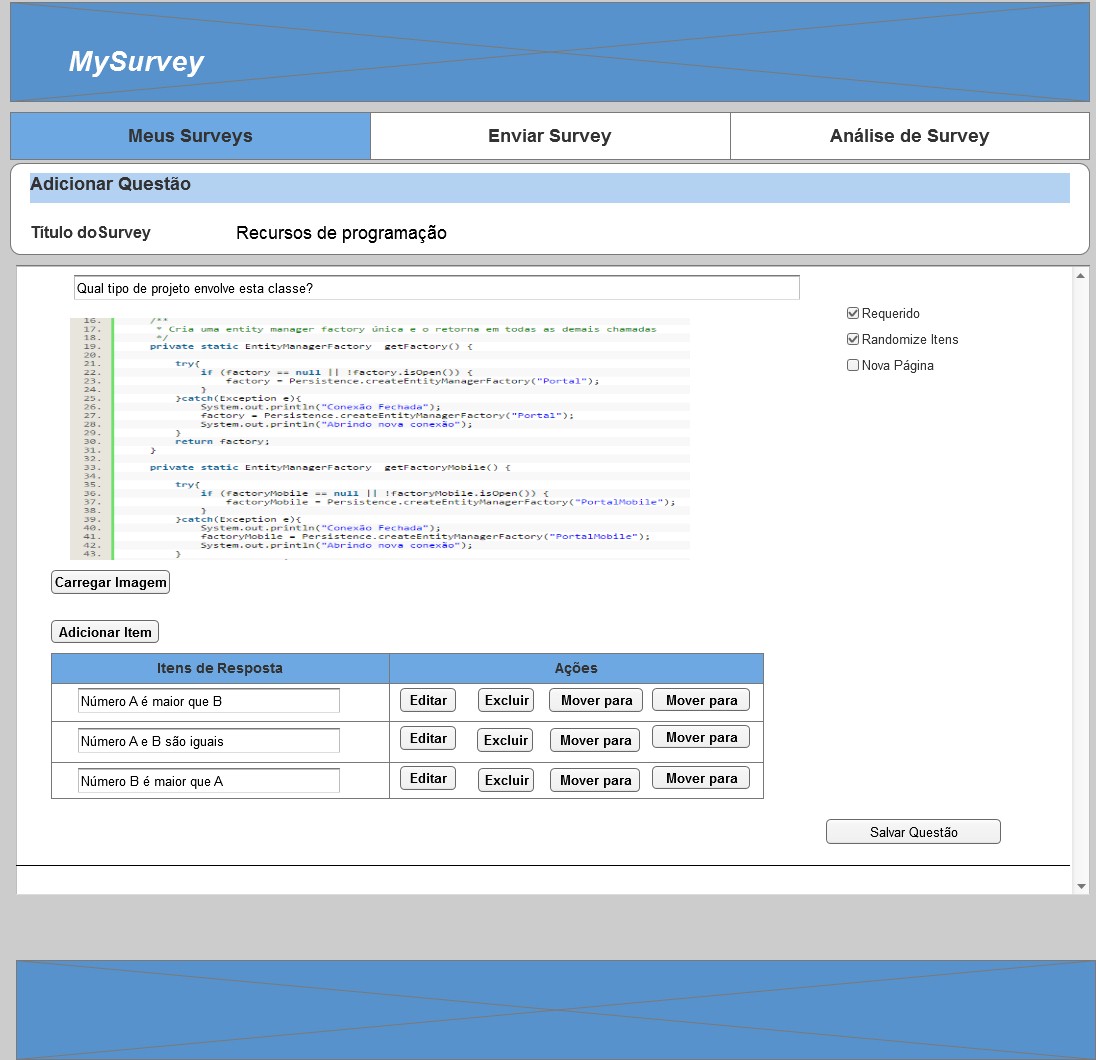 MySurvey
Meus Surveys Enviar Survey Análise de Survey
Adicionar Questão
Título doSurvey Recursos de programação
Qual tipo de projeto envolve esta classe?
Requerido
Randomize Itens
Nova Página
16. /**
17. * Cria uma entity manager factory única e o retorna em todas as demais chamadas
18. */
19. private static EntityManagerFactory getFactory() {
20.
21. try{
22. if (factory == null || !factory.isOpen()) {
23. factory = Persistence.createEntityManagerFactory("Portal");
24. }
25. }catch(Exception e){
26. System.out.println("Conexão Fechada");
27. factory = Persistence.createEntityManagerFactory("Portal");
28. System.out.println("Abrindo nova conexão");
29. }
30. return factory;
31. }
32.
33. private static EntityManagerFactory getFactoryMobile() {
34.
35. try{
36. if (factoryMobile == null || !factoryMobile.isOpen()) {
37. factoryMobile = Persistence.createEntityManagerFactory("PortalMobile");
38. }
39. }catch(Exception e){
40. System.out.println("Conexão Fechada");
41. factoryMobile = Persistence.createEntityManagerFactory("PortalMobile");
42. System.out.println("Abrindo nova conexão");
43. }
Carregar Imagem
Adicionar Item
Itens de Resposta Ações
Número A é maior que B Editar Excluir Mover para Mover para
Número A e B são iguais Editar Excluir Mover para Mover para
Número B é maior que A Editar Excluir Mover para Mover para
Salvar Questão